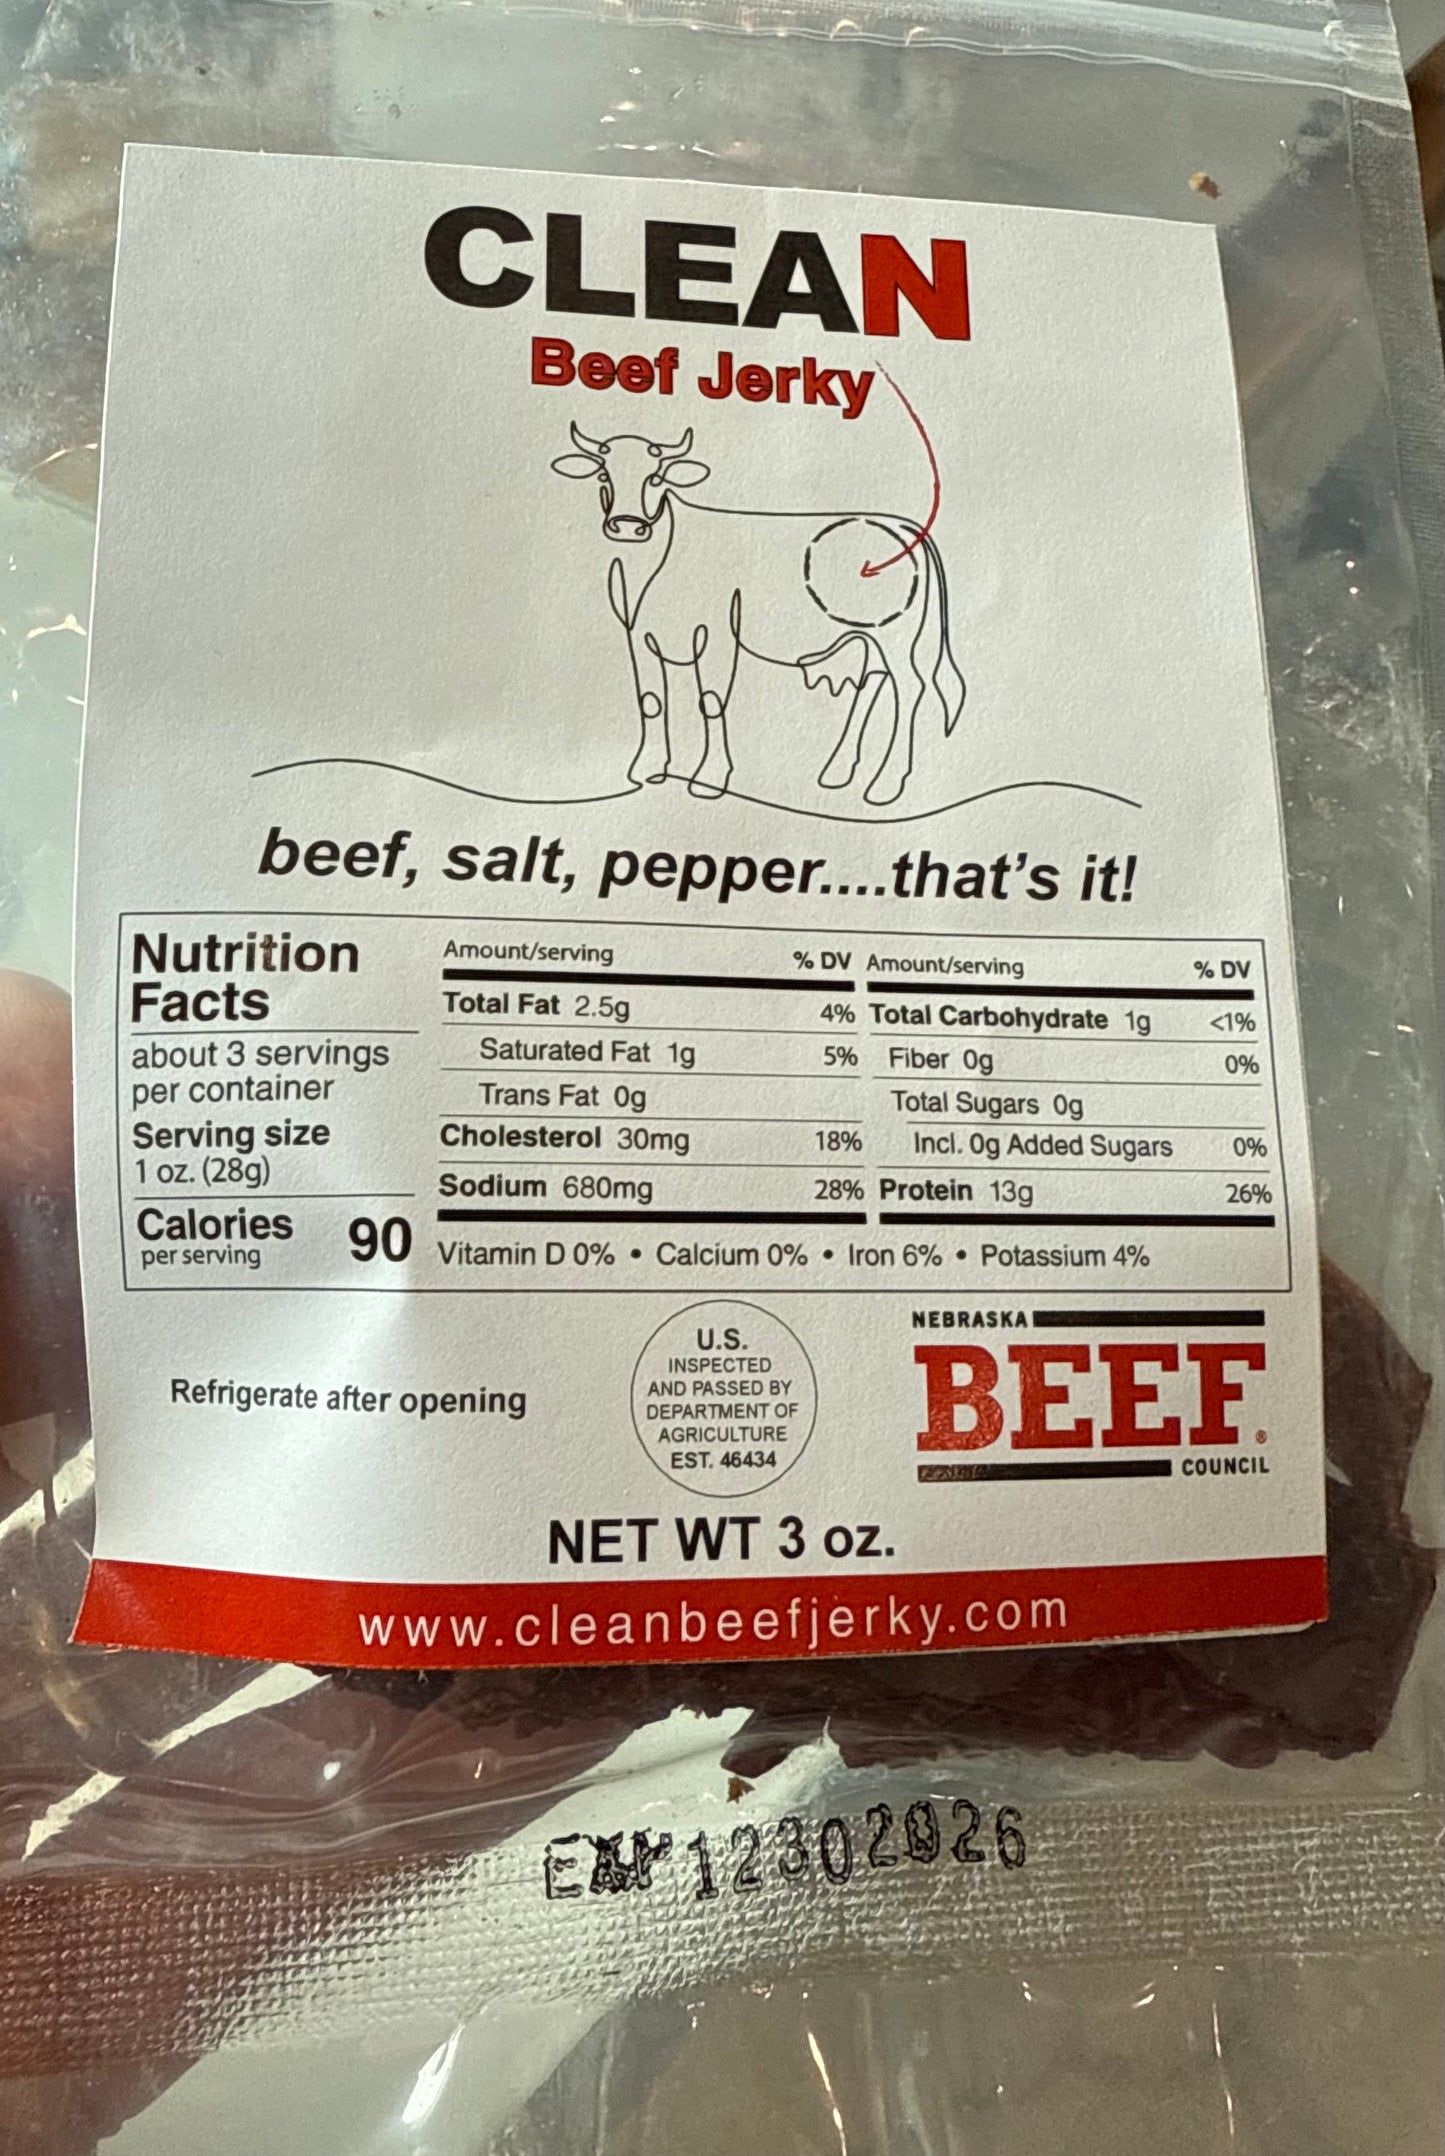 CLEAN
Beef Jerky
beef, salt, pepper....that's it!
Nutrition
Facts
about 3 servings
per container
Serving size
1 oz. (28g)
Calories 90
per serving
Amount/serving % DV
Total Fat 2.5g 4%
Saturated Fat 1g 5%
Trans Fat 0g
Cholesterol 30mg 18%
Sodium 680mg 28%
Amount/serving % DV
Total Carbohydrate 1g <1%
Fiber 0g 0%
Total Sugars 0g
Incl. 0g Added Sugars 0%
Protein 13g 26%
Vitamin D 0% • Calcium 0% • Iron 6% • Potassium 4%
Refrigerate after opening
U.S.
INSPECTED
AND PASSED BY
DEPARTMENT OF
AGRICULTURE
EST. 46434
NEBRASKA
BEEF®
COUNCIL
NET WT 3 oz.
www.cleanbeefjerky.com
EXP 12302026